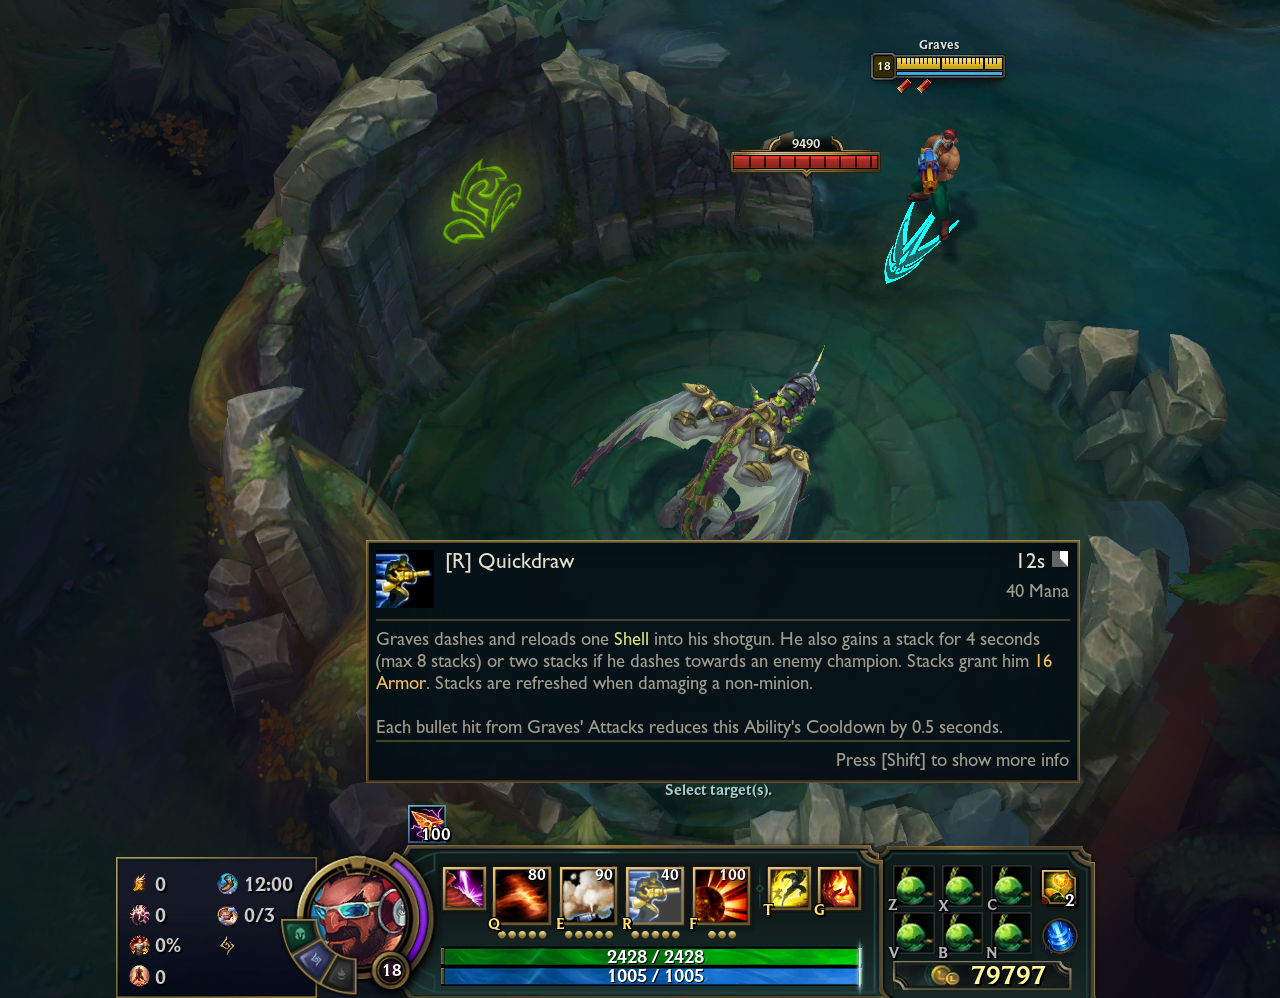 Graves
18
9490
[R] Quickdraw
12s
40 Mana
Graves dashes and reloads one Shell into his shotgun. He also gains a stack for 4 seconds
(max 8 stacks) or two stacks if he dashes towards an enemy champion. Stacks grant him 16
Armor. Stacks are refreshed when damaging a non-minion.
Each bullet hit from Graves' Attacks reduces this Ability's Cooldown by 0.5 seconds.
Press [Shift] to show more info
Select target(s).
100
0
12:00
0
0/3
0%
0
18
80
90
40
100
Q
E
R
F
T
G
2428 / 2428
1005 / 1005
Z
X
C
2
V
B
N
79797